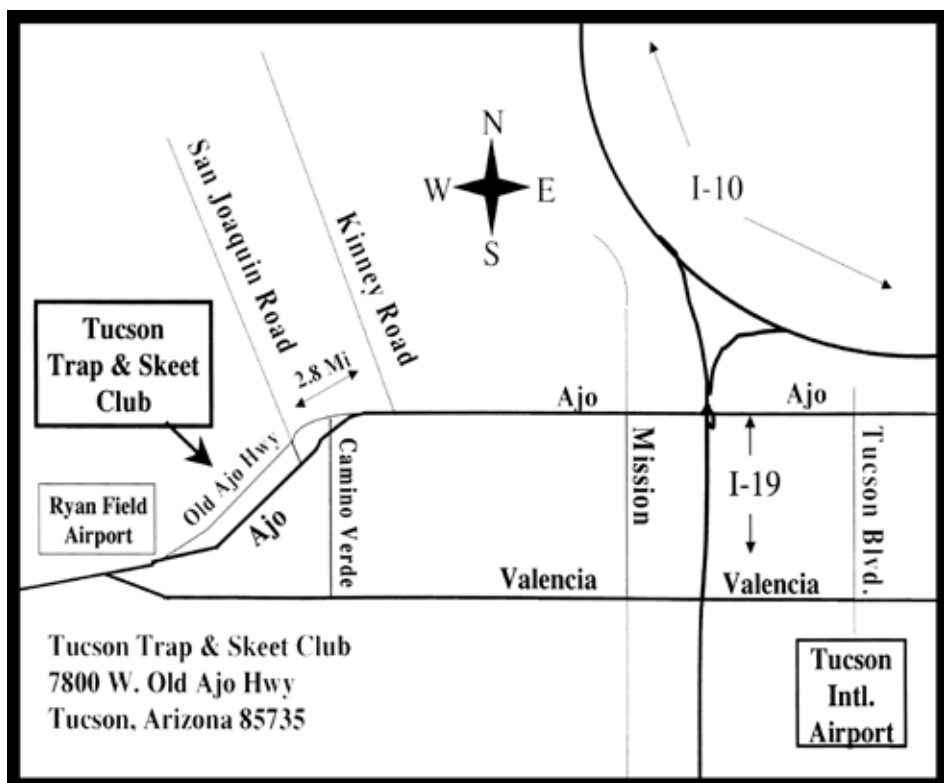 N
W E
S
I-10
San Joaquin Road
Kinney Road
Tucson
Trap & Skeet
Club
2.8 Mi
Ajo
Ajo
Old Ajo Hwy
Ajo
Camino Verde
Mission
I-19
Tucson Blvd.
Ryan Field
Airport
Valencia
Valencia
Tucson Trap & Skeet Club
7800 W. Old Ajo Hwy
Tucson, Arizona 85735
Tucson
Intl.
Airport